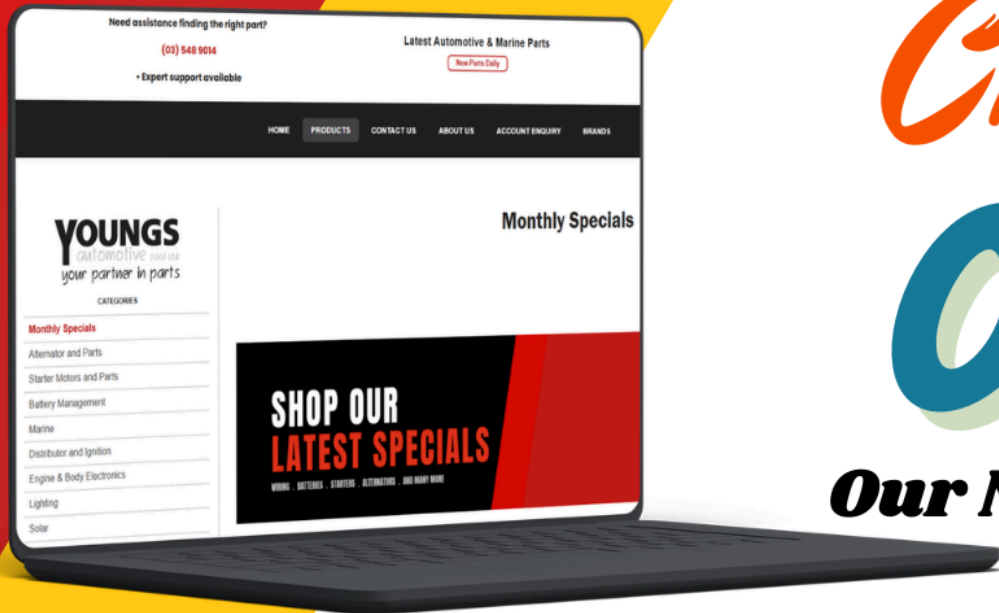 Need assistance finding the right part?
(03) 548 9014
• Expert support available
Latest Automotive & Marine Parts
New Parts Daily
HOME PRODUCTS CONTACT US ABOUT US ACCOUNT ENQUIRY BRANDS
YOUNGS
automotive 2008 Ltd
your partner in parts
CATEGORIES
Monthly Specials
Alternator and Parts
Starter Motors and Parts
Battery Management
Marine
Distributor and Ignition
Engine & Body Electronics
Lighting
Solar
Monthly Specials
SHOP OUR
LATEST SPECIALS
WIRING . BATTERIES . STARTERS . ALTERNATORS . AND MANY MORE
Our